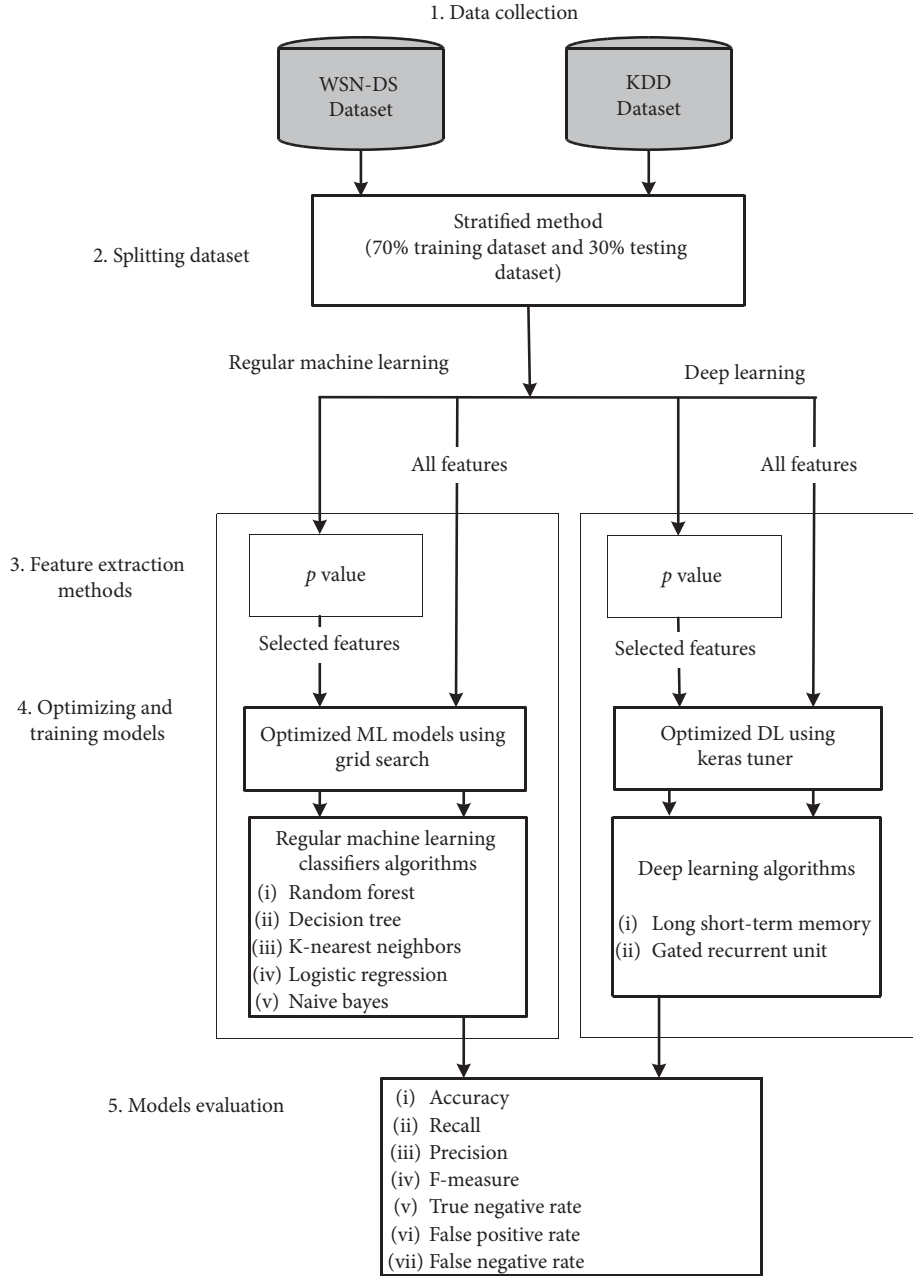 1. Data collection
WSN-DS
Dataset
KDD
Dataset
2. Splitting dataset
Stratified method
(70% training dataset and 30% testing
dataset)
Regular machine learning
Deep learning
All features
All features
3. Feature extraction
methods
p value
p value
Selected features
Selected features
4. Optimizing and
training models
Optimized ML models using
grid search
Optimized DL using
keras tuner
Regular machine learning
classifiers algorithms
(i) Random forest
(ii) Decision tree
(iii) K-nearest neighbors
(iv) Logistic regression
(v) Naive bayes
Deep learning algorithms
(i) Long short-term memory
(ii) Gated recurrent unit
5. Models evaluation
(i) Accuracy
(ii) Recall
(iii) Precision
(iv) F-measure
(v) True negative rate
(vi) False positive rate
(vii) False negative rate